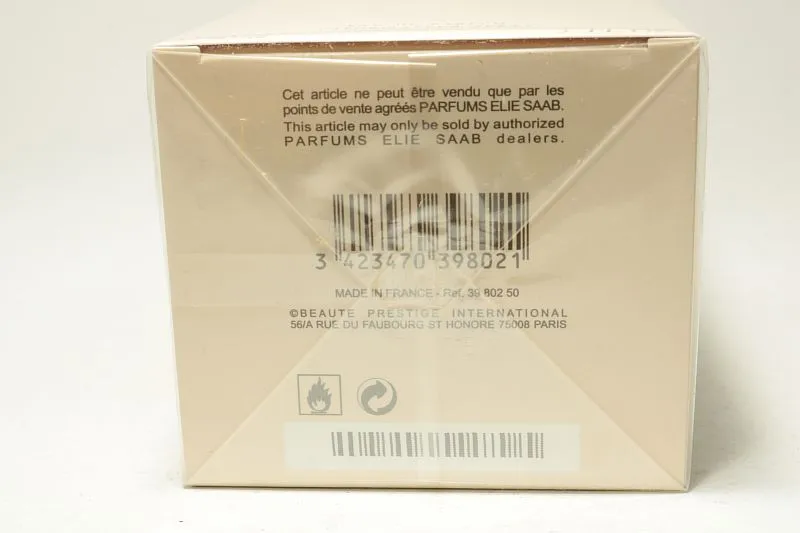 Cet article ne peut être vendu que par les
points de vente agréés PARFUMS ELIE SAAB.
This article may only be sold by authorized
PARFUMS ELIE SAAB dealers.
3 423470 398021
MADE IN FRANCE - Ref. 39 802 50
©BEAUTE PRESTIGE INTERNATIONAL
56/A RUE DU FAUBOURG ST HONORE 75008 PARIS